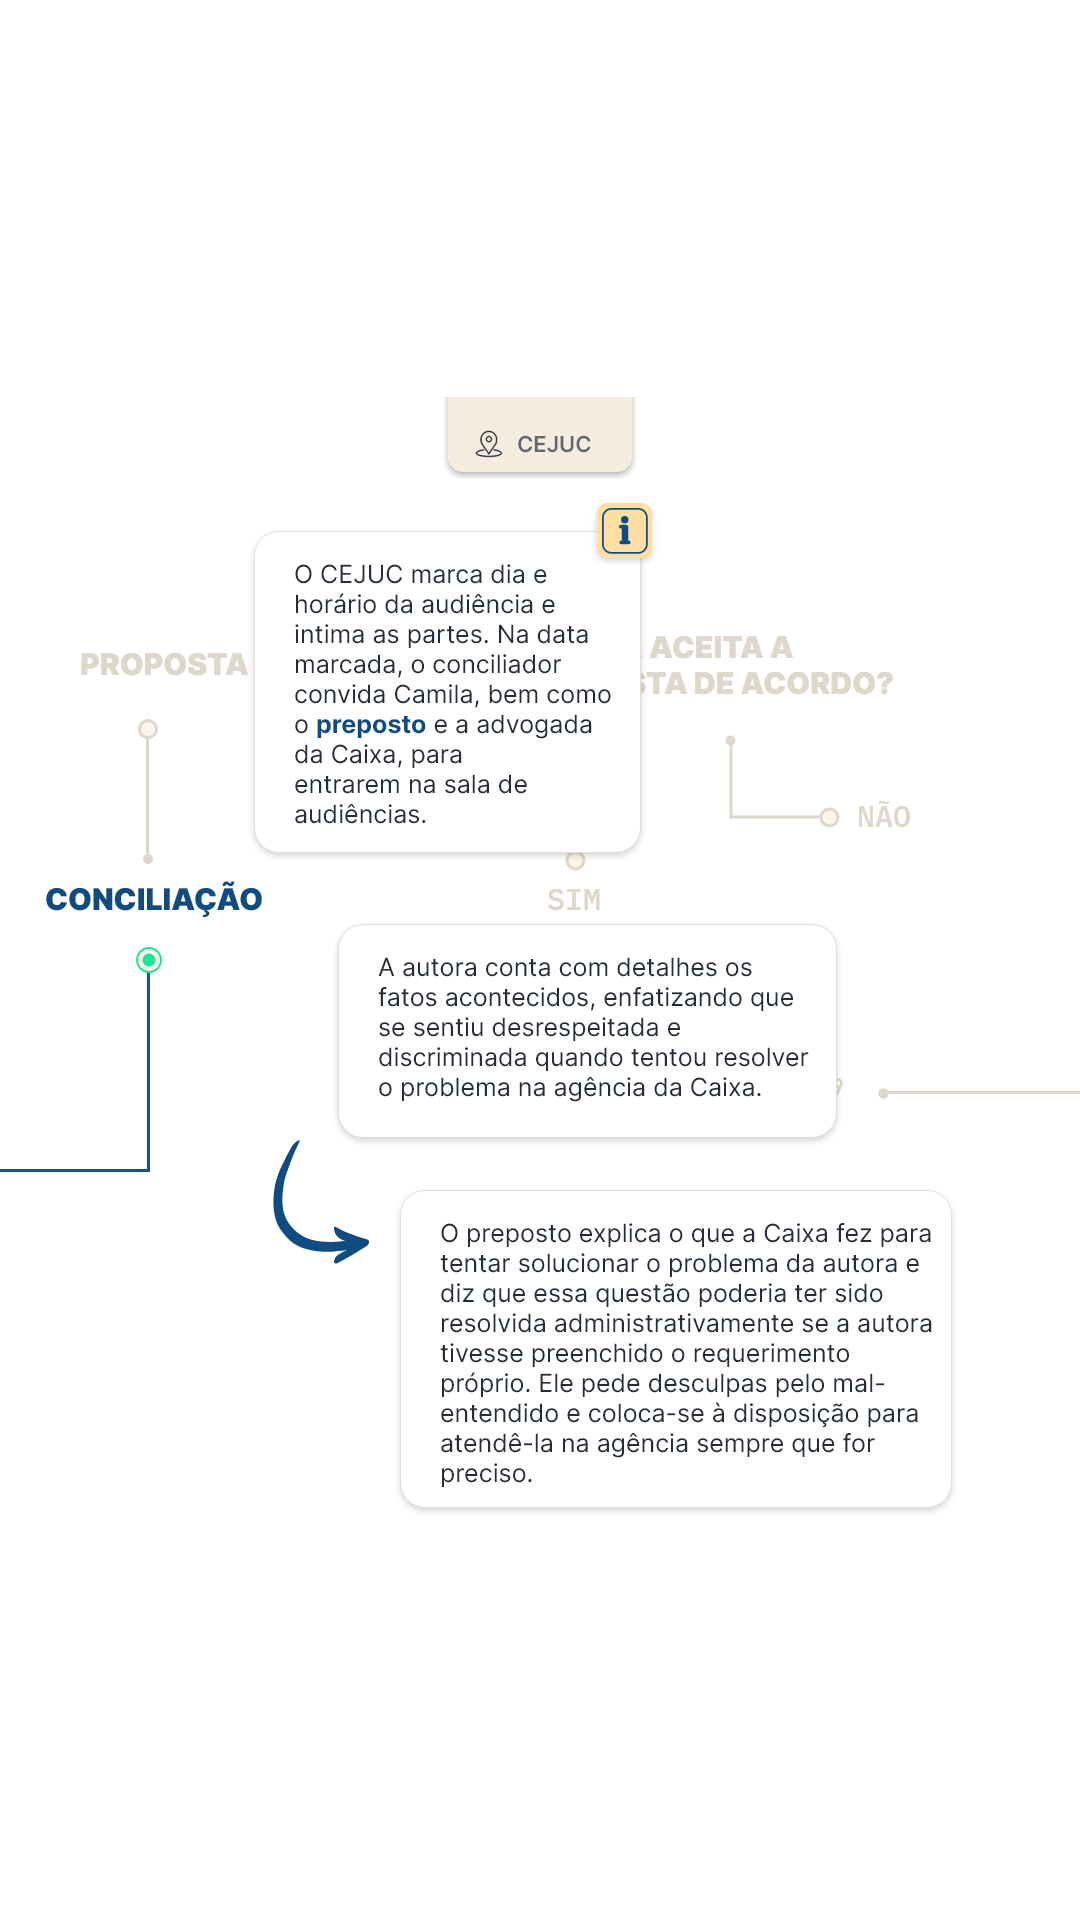 CEJUC
O CEJUC marca dia e
horário da audiência e
intima as partes. Na data
marcada, o conciliador
convida Camila, bem como
o preposto e a advogada
da Caixa, para
entrarem na sala de
audiências.
PROPOSTA
ACEITA A
DE ACORDO?
NÃO
CONCILIAÇÃO
SIM
A autora conta com detalhes os
fatos acontecidos, enfatizando que
se sentiu desrespeitada e
discriminada quando tentou resolver
o problema na agência da Caixa.
O preposto explica o que a Caixa fez para
tentar solucionar o problema da autora e
diz que essa questão poderia ter sido
resolvida administrativamente se a autora
tivesse preenchido o requerimento
próprio. Ele pede desculpas pelo mal-
entendido e coloca-se à disposição para
atendê-la na agência sempre que for
preciso.